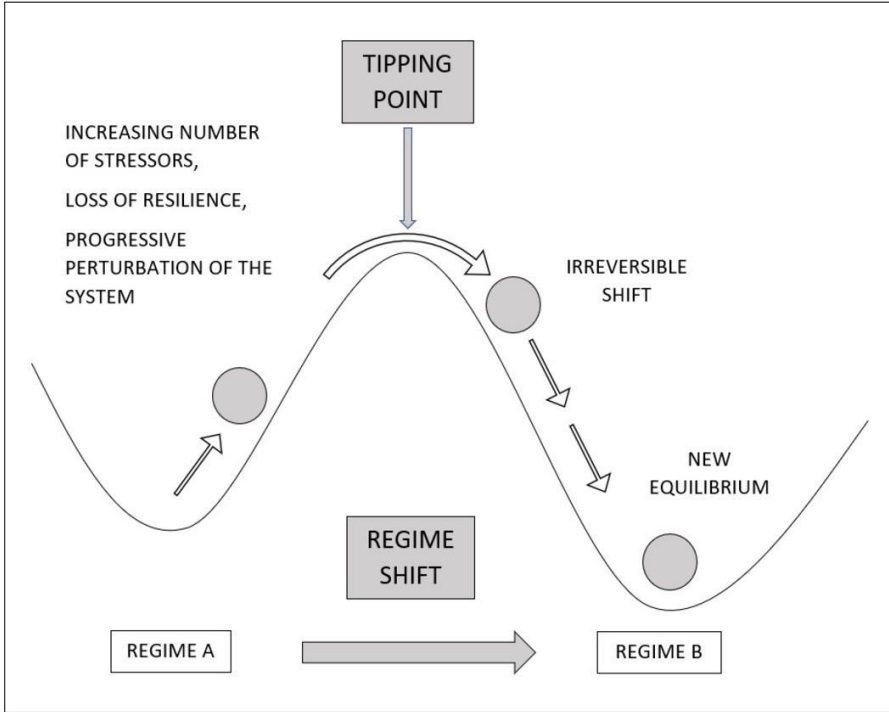 TIPPING
POINT
INCREASING NUMBER
OF STRESSORS,
LOSS OF RESILIENCE,
PROGRESSIVE
PERTURBATION OF THE
SYSTEM
IRREVERSIBLE
SHIFT
NEW
EQUILIBRIUM
REGIME
SHIFT
REGIME A
REGIME B